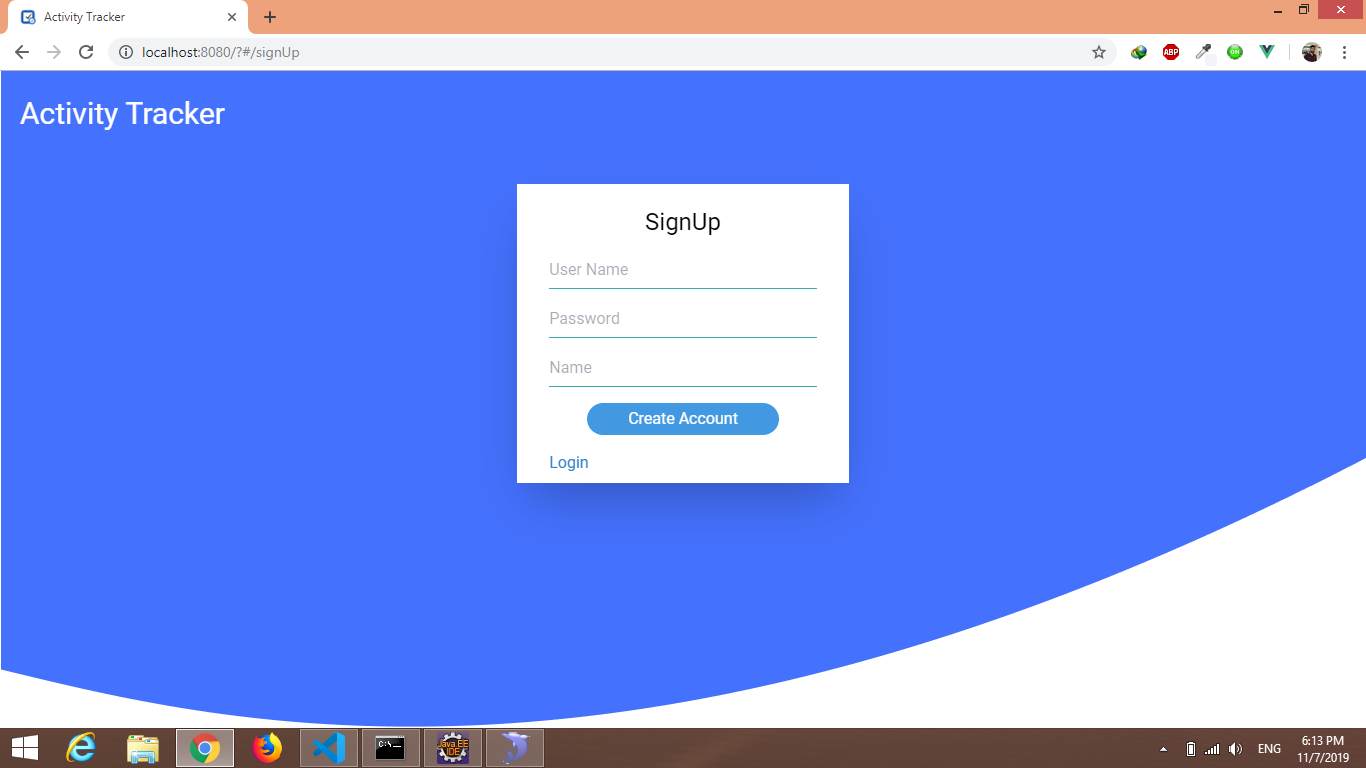 Activity Tracker
localhost:8080/?#/signUp
ABP
ON
Activity Tracker
SignUp
User Name
Password
Name
Create Account
Login
C:\._
Java EE
IDE
ENG
6:13 PM
11/7/2019